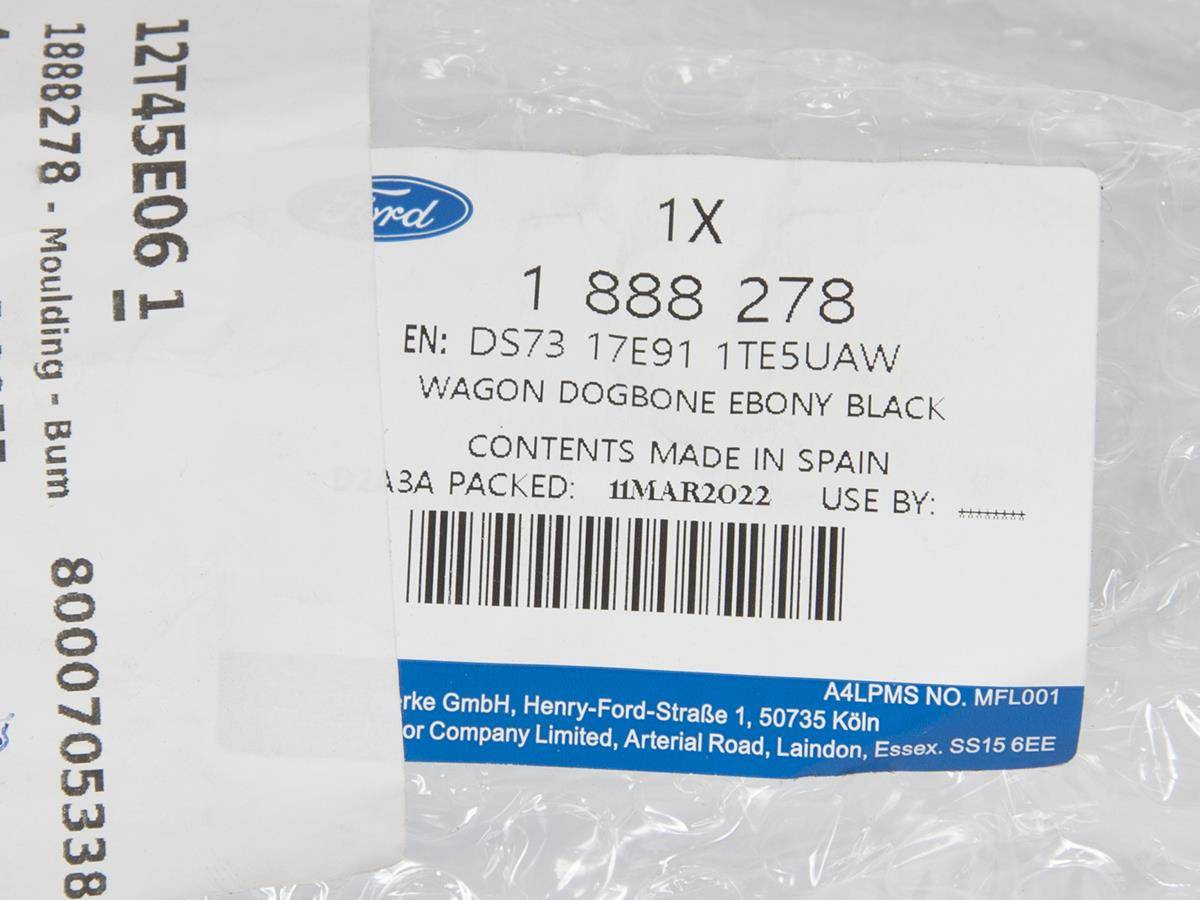 12T45E06 1
1888278 - Moulding - Bum
8000705338
Ford
1X
1 888 278
EN: DS73 17E91 1TE5UAW
WAGON DOGBONE EBONY BLACK
CONTENTS MADE IN SPAIN
D2A3A PACKED: 11MAR2022 USE BY: ********
A4LPMS NO. MFL001
erke GmbH, Henry-Ford-Straße 1, 50735 Köln
or Company Limited, Arterial Road, Laindon, Essex. SS15 6EE